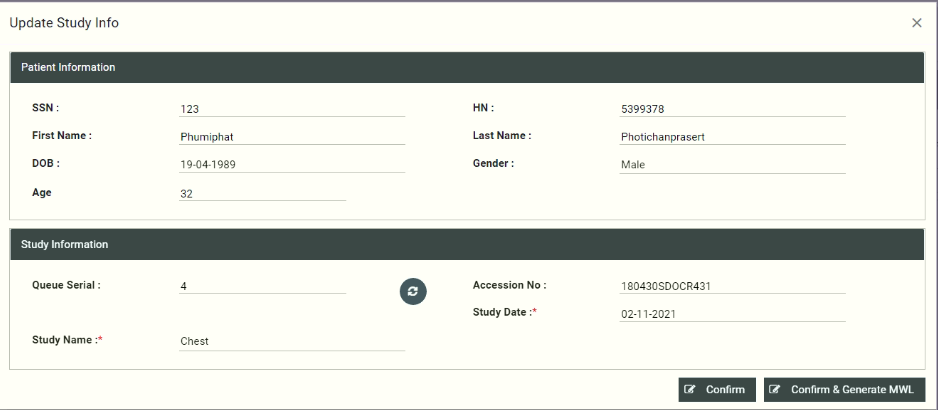 Update Study Info
Patient Information
SSN : 123 HN : 5399378
First Name : Phumiphat Last Name : Photichanprasert
DOB : 19-04-1989 Gender : Male
Age 32
Study Information
Queue Serial : 4 Accession No : 180430SDOCR431
Study Date :* 02-11-2021
Study Name :* Chest
Confirm Confirm & Generate MWL